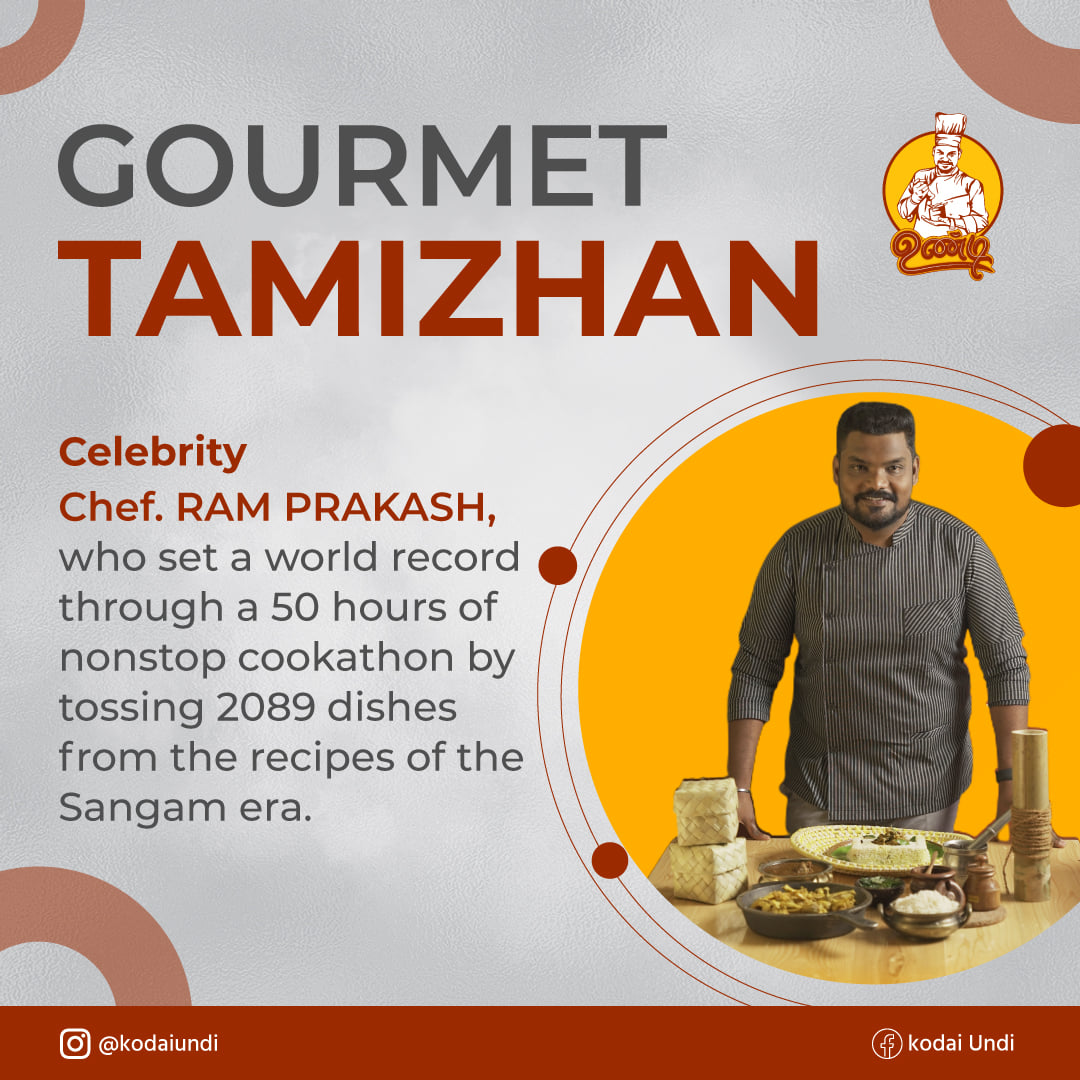 GOURMET
TAMIZHAN
உண்டி
Celebrity
Chef. RAM PRAKASH,
who set a world record
through a 50 hours of
nonstop cookathon by
tossing 2089 dishes
from the recipes of the
Sangam era.
@kodaiundi
kodai Undi